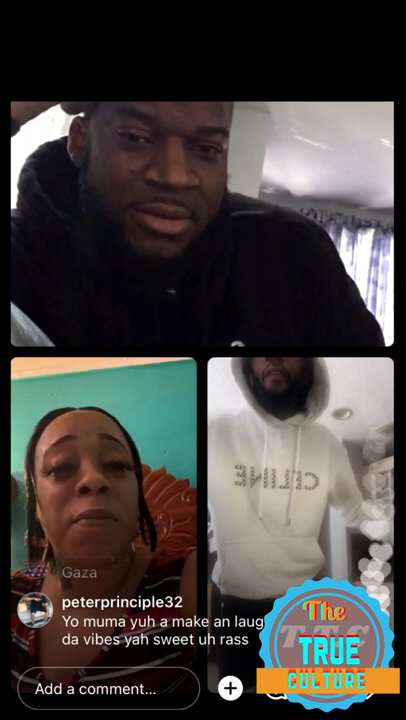 CELINE
Gaza
peterprinciple32
Yo muma yuh a make an laug
da vibes yah sweet uh rass
Add a comment...
The
TTC
TRUE
CULTURE